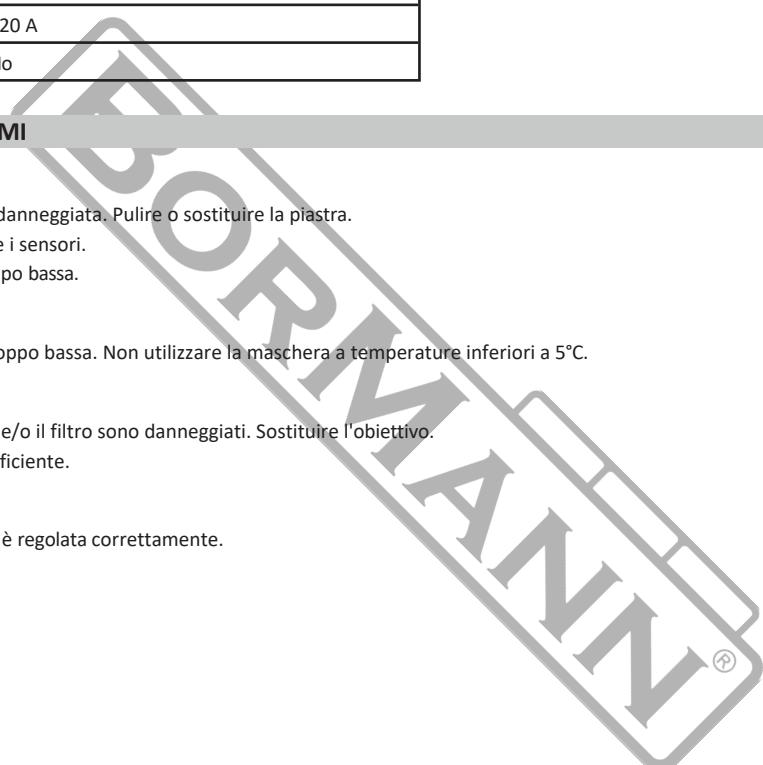 20 A
lo
MI
danneggiata. Pulire o sostituire la piastra.
e i sensori.
po bassa.
oppo bassa. Non utilizzare la maschera a temperature inferiori a 5°C.
e/o il filtro sono danneggiati. Sostituire l'obiettivo.
ficiente.
è regolata correttamente.
BORMANN®